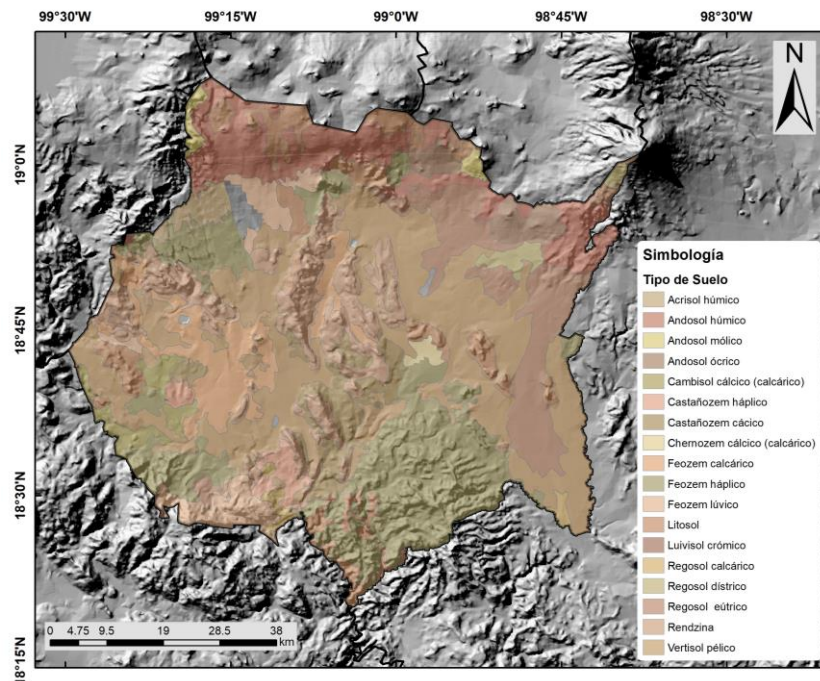 99°30'W 99°15'W 99°0'W 98°45'W 98°30'W
N
19°0'N
18°45'N
18°30'N
18°15'N
Simbología
Tipo de Suelo
Acrisol húmico
Andosol húmico
Andosol mólico
Andosol ócrico
Cambisol cálcico (calcárico)
Castañozem háplico
Castañozem cácico
Chernozem cálcico (calcárico)
Feozem calcárico
Feozem háplico
Feozem lúvico
Litosol
Luivisol crómico
Regosol calcárico
Regosol dístrico
Regosol eútrico
Rendzina
Vertisol pélico
0 4.75 9.5 19 28.5 38
km